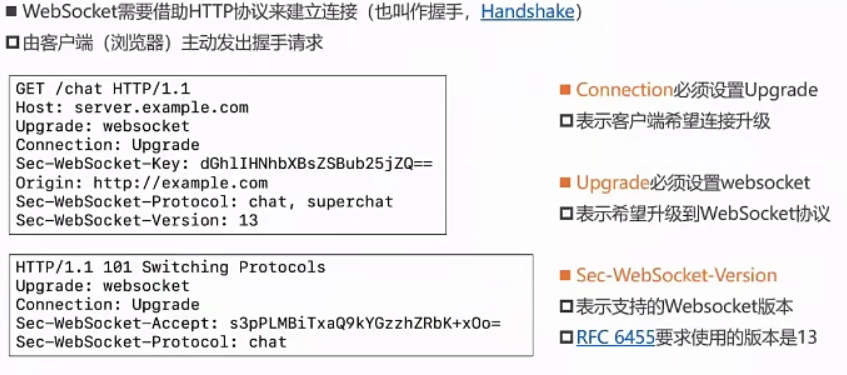 ■ WebSocket需要借助HTTP协议来建立连接（也叫作握手，Handshake）
□ 由客户端（浏览器）主动发出握手请求
GET /chat HTTP/1.1
Host: server.example.com
Upgrade: websocket
Connection: Upgrade
Sec-WebSocket-Key: dGhlIHNhbXBsZSBub25jZQ==
Origin: http://example.com
Sec-WebSocket-Protocol: chat, superchat
Sec-WebSocket-Version: 13
HTTP/1.1 101 Switching Protocols
Upgrade: websocket
Connection: Upgrade
Sec-WebSocket-Accept: s3pPLMBiTxaQ9kYGzzhZRbK+xOo=
Sec-WebSocket-Protocol: chat
■ Connection必须设置Upgrade
□ 表示客户端希望连接升级
■ Upgrade必须设置websocket
□ 表示希望升级到WebSocket协议
■ Sec-WebSocket-Version
□ 表示支持的Websocket版本
□ RFC 6455要求使用的版本是13